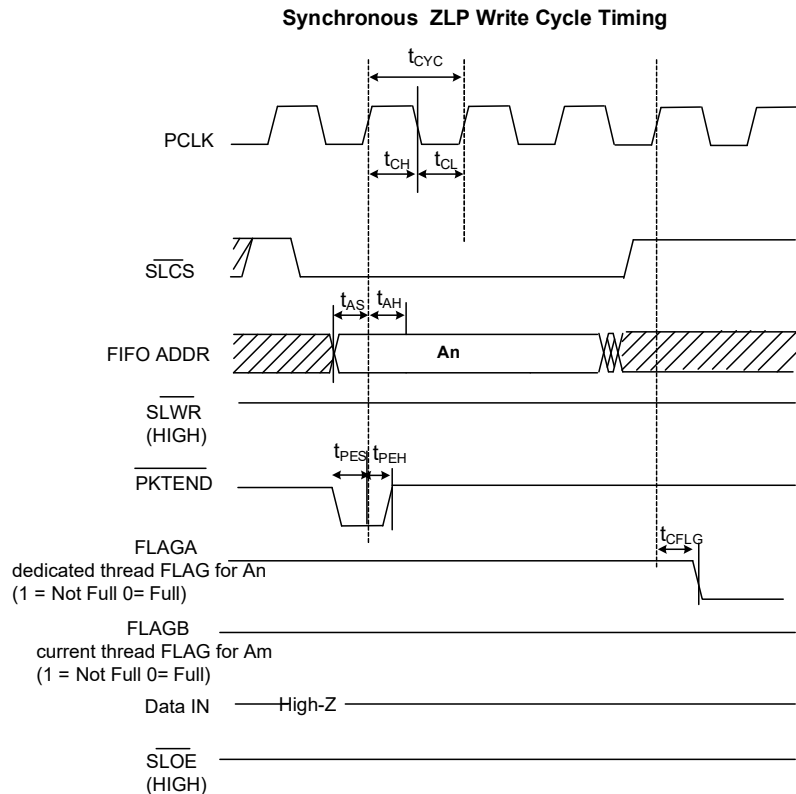 Synchronous ZLP Write Cycle Timing
tCYC
PCLK
tCH tCL
SLCS
tAS tAH
FIFO ADDR An
SLWR
(HIGH)
tPES tPEH
PKTEND
FLAGA
dedicated thread FLAG for An
(1 = Not Full 0= Full)
tCFLG
FLAGB
current thread FLAG for Am
(1 = Not Full 0= Full)
Data IN High-Z
SLOE
(HIGH)